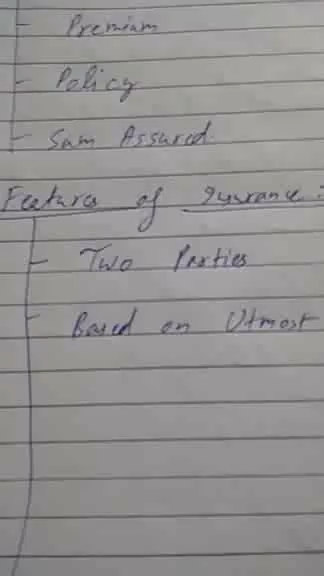 - Premium
- Policy
- Sum Assured
Features of Insurance:
- Two Parties
- Based on Utmost